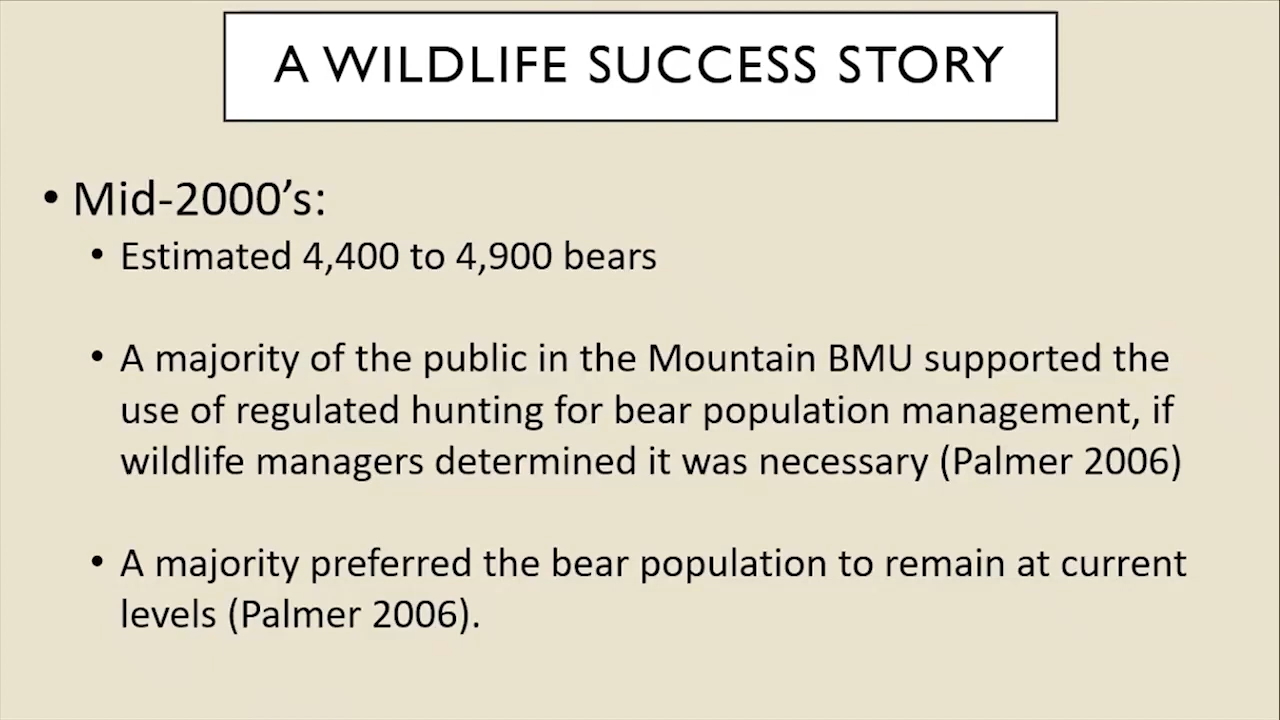 A WILDLIFE SUCCESS STORY
• Mid-2000’s:
• Estimated 4,400 to 4,900 bears
• A majority of the public in the Mountain BMU supported the
use of regulated hunting for bear population management, if
wildlife managers determined it was necessary (Palmer 2006)
• A majority preferred the bear population to remain at current
levels (Palmer 2006).